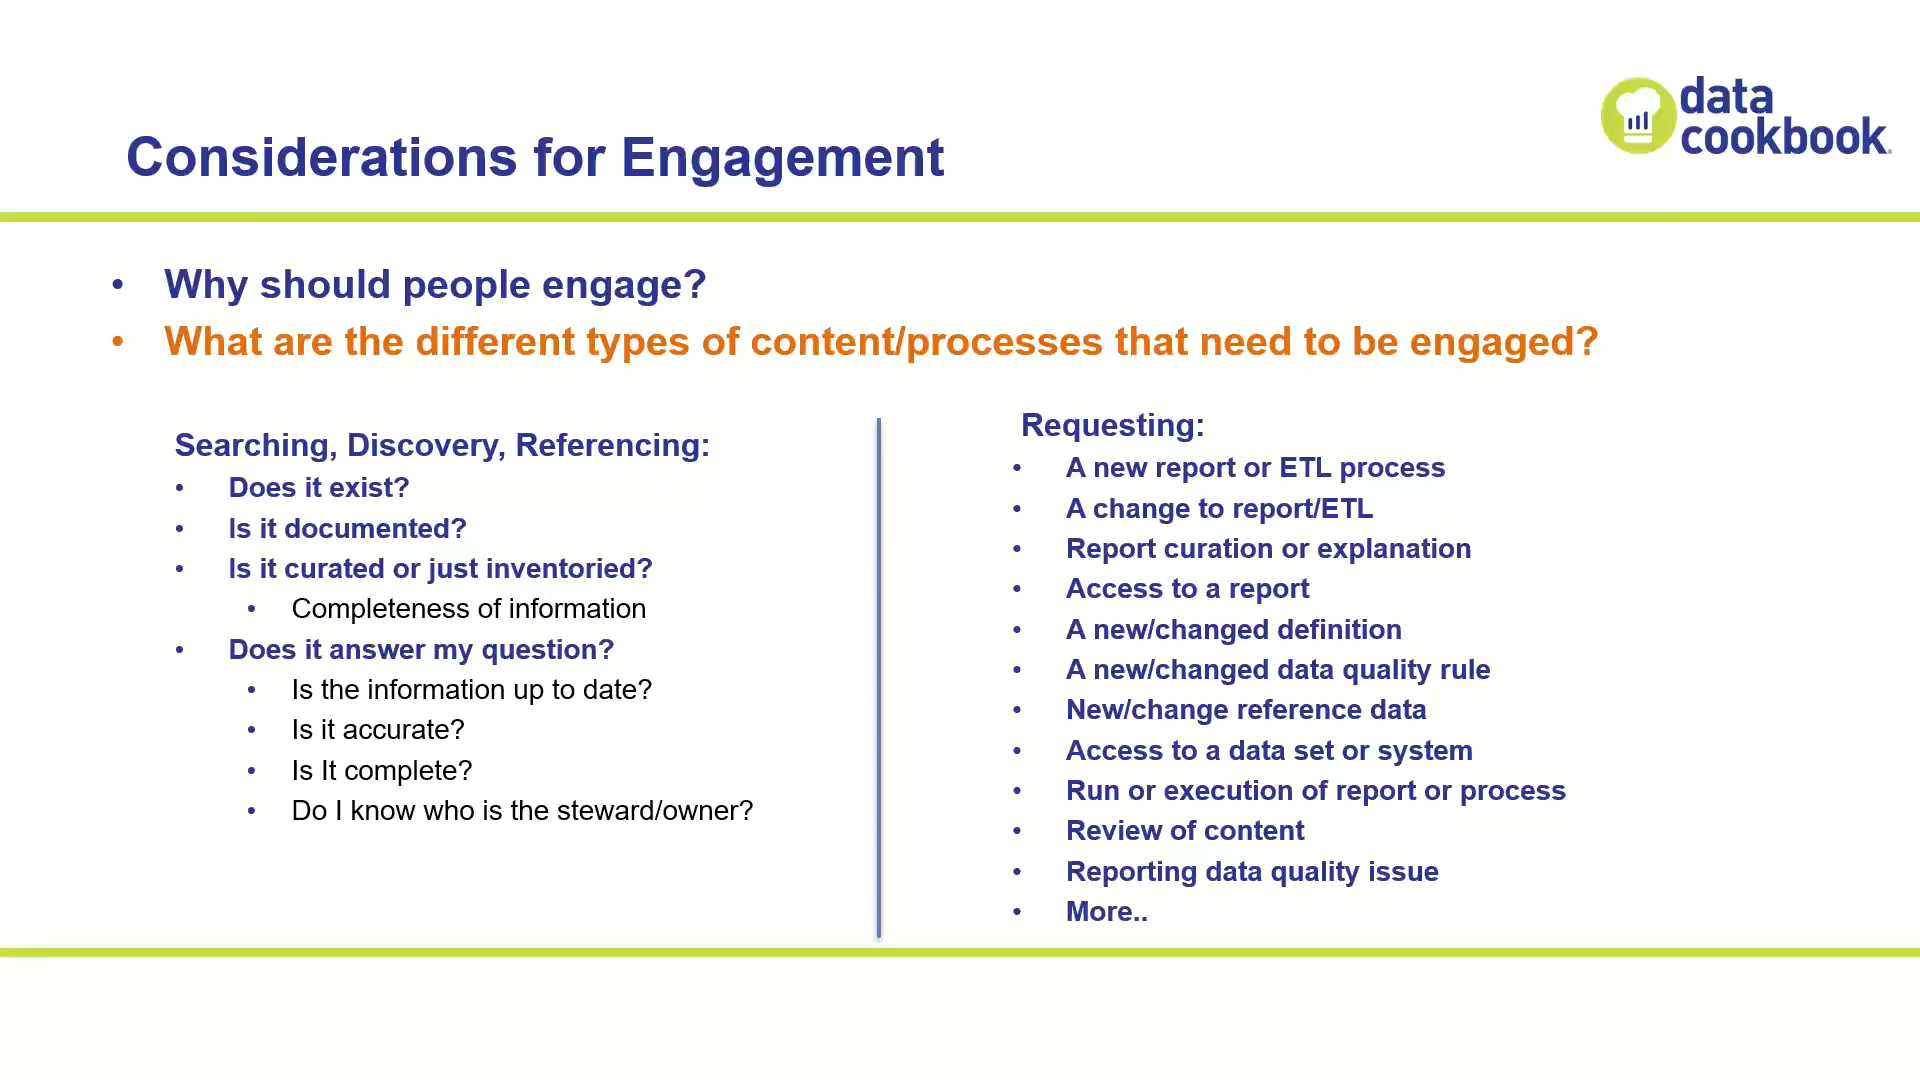 data
cookbook.
Considerations for Engagement
• Why should people engage?
• What are the different types of content/processes that need to be engaged?
Searching, Discovery, Referencing:
• Does it exist?
• Is it documented?
• Is it curated or just inventoried?
• Completeness of information
• Does it answer my question?
• Is the information up to date?
• Is it accurate?
• Is It complete?
• Do I know who is the steward/owner?
Requesting:
• A new report or ETL process
• A change to report/ETL
• Report curation or explanation
• Access to a report
• A new/changed definition
• A new/changed data quality rule
• New/change reference data
• Access to a data set or system
• Run or execution of report or process
• Review of content
• Reporting data quality issue
• More..